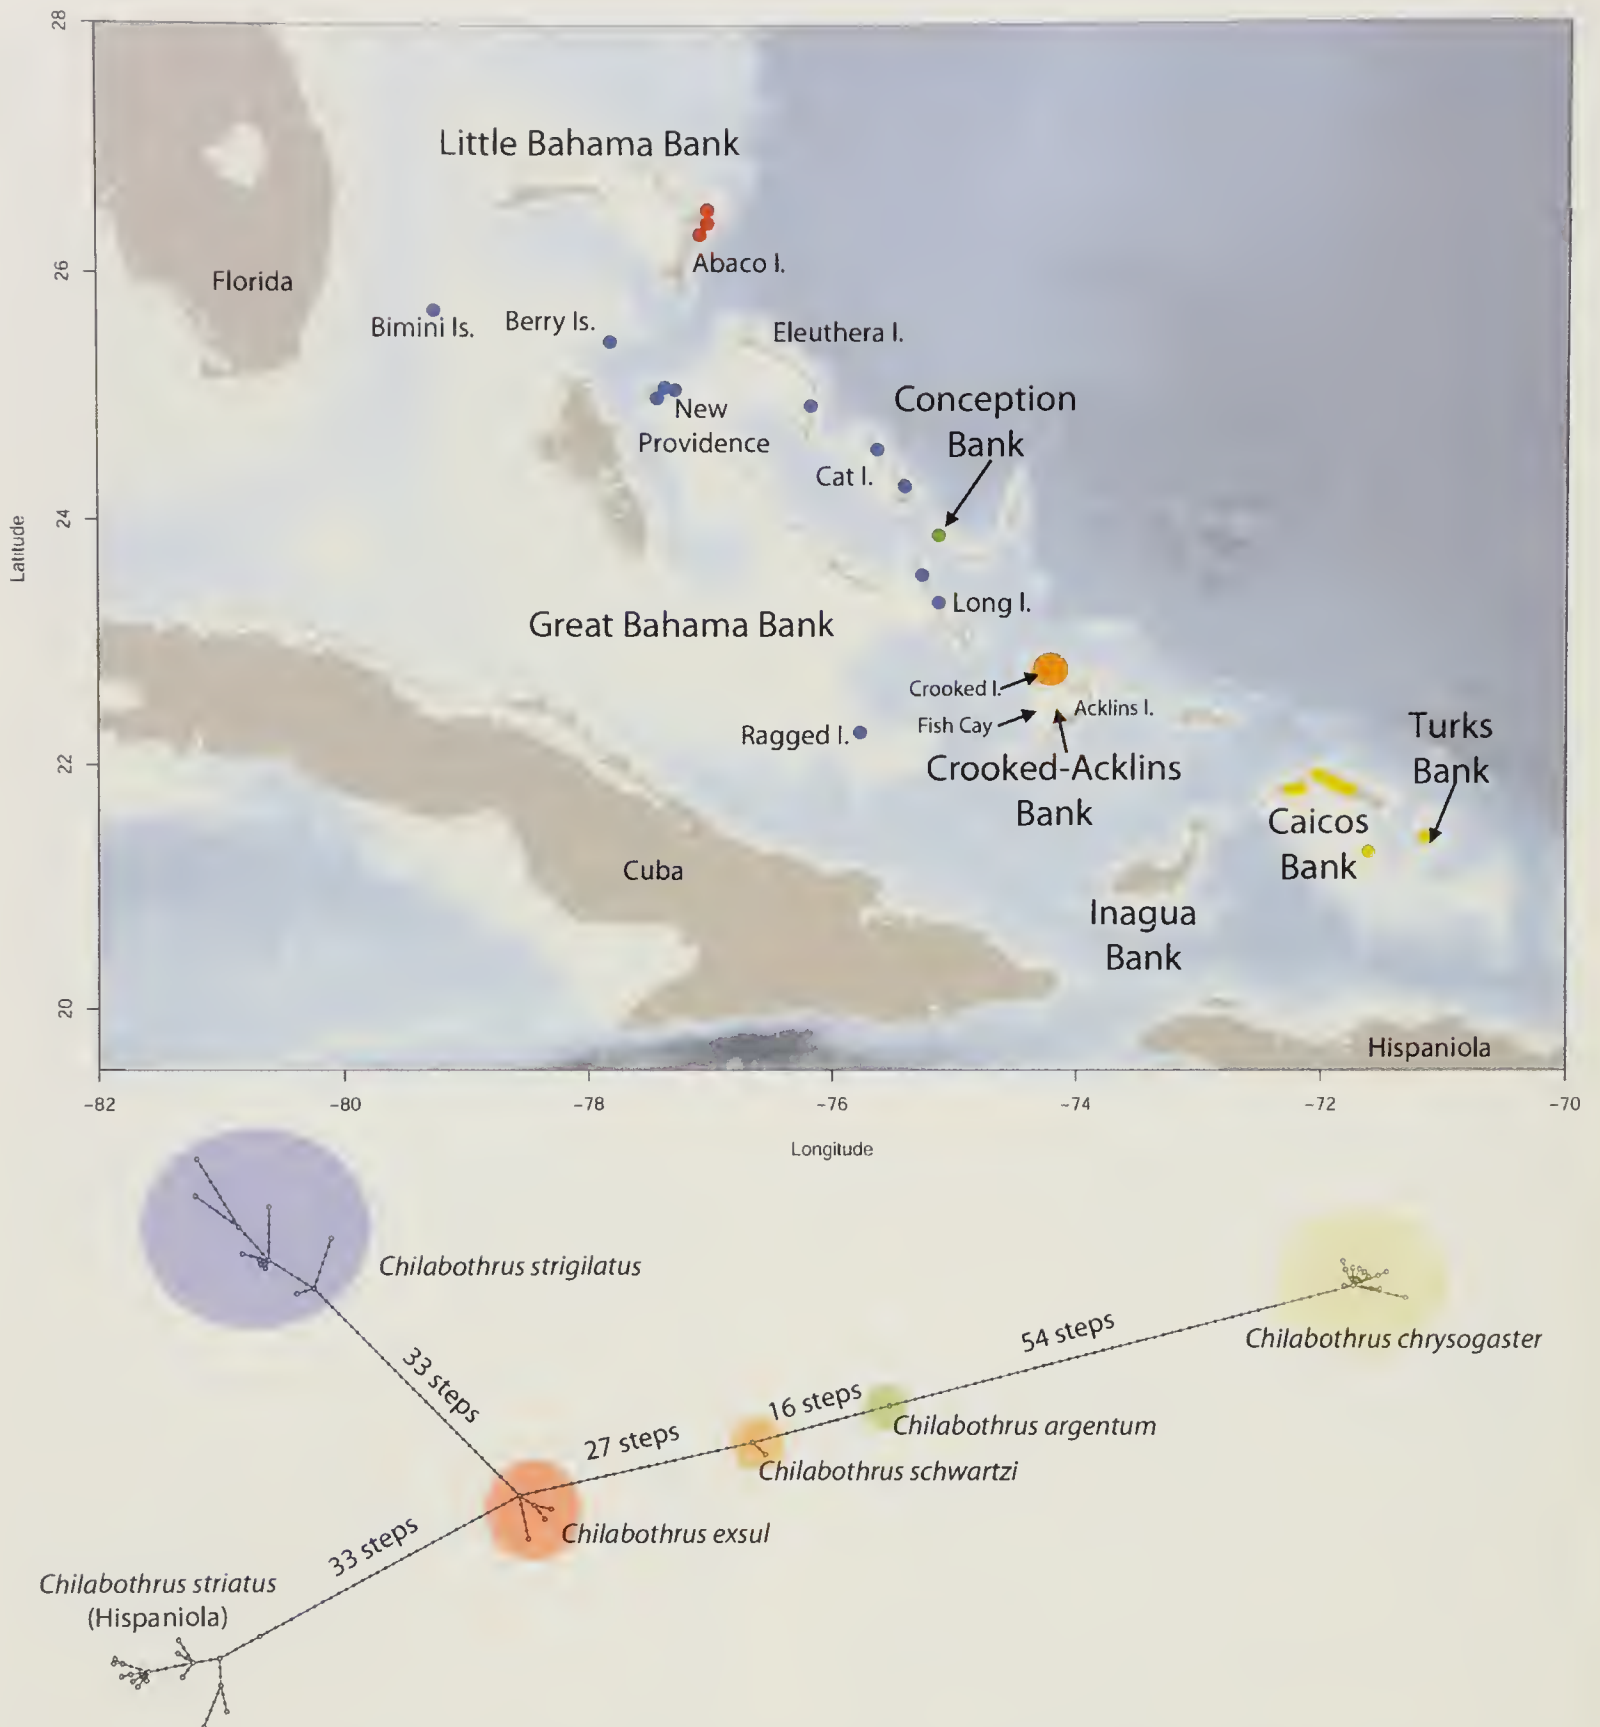 28
26
24
22
20
Latitude
Little Bahama Bank
Florida
Abaco I.
Bimini Is.
Berry Is.
Eleuthera I.
New
Providence
Conception
Bank
Cat I.
Great Bahama Bank
Long I.
Crooked I.
Fish Cay
Acklins I.
Ragged I.
Crooked-Acklins
Bank
Turks
Bank
Caicos
Bank
Cuba
Inagua
Bank
Hispaniola
-82
-80
-78
-76
-74
-72
-70
Longitude
Chilabothrus strigilatus
33 steps
54 steps
Chilabothrus chrysogaster
16 steps
27 steps
Chilabothrus argentum
Chilabothrus schwartzi
Chilabothrus exsul
33 steps
Chilabothrus striatus
(Hispaniola)